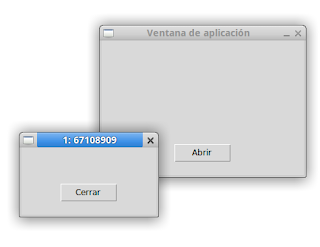 Ventana de aplicación
Abrir
1: 67108909
Cerrar